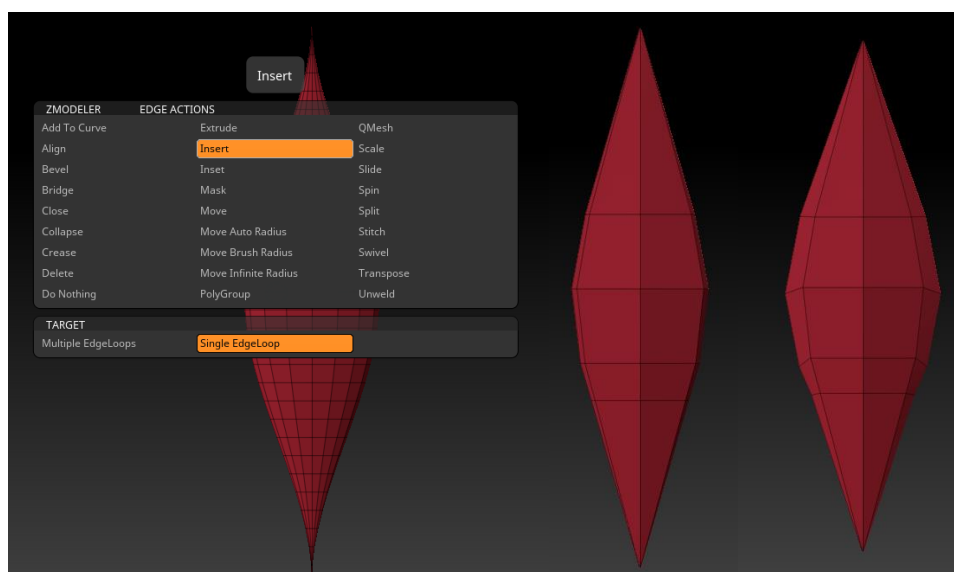 Insert
ZMODELER EDGE ACTIONS
Add To Curve Extrude QMesh
Align Insert Scale
Bevel Inset Slide
Bridge Mask Spin
Close Move Split
Collapse Move Auto Radius Stitch
Crease Move Brush Radius Swivel
Delete Move Infinite Radius Transpose
Do Nothing PolyGroup Unweld
TARGET
Multiple EdgeLoops Single EdgeLoop